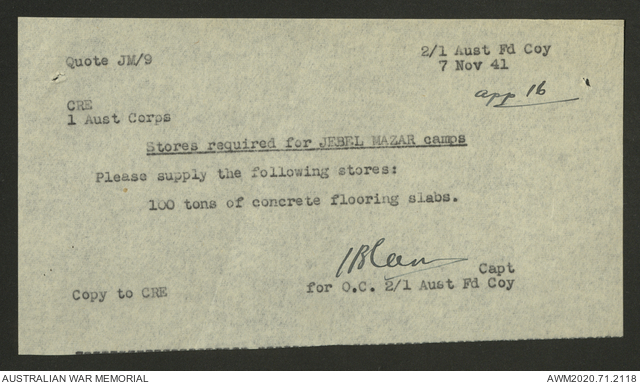 Quote JM/9
2/1 Aust Fd Coy
7 Nov 41
app 16
CRE
1 Aust Corps
Stores required for JEBEL MAZAR camps
Please supply the following stores:
100 tons of concrete flooring slabs.
Capt
for O.C. 2/1 Aust Fd Coy
Copy to CRE
AUSTRALIAN WAR MEMORIAL
AWM2020.71.2118